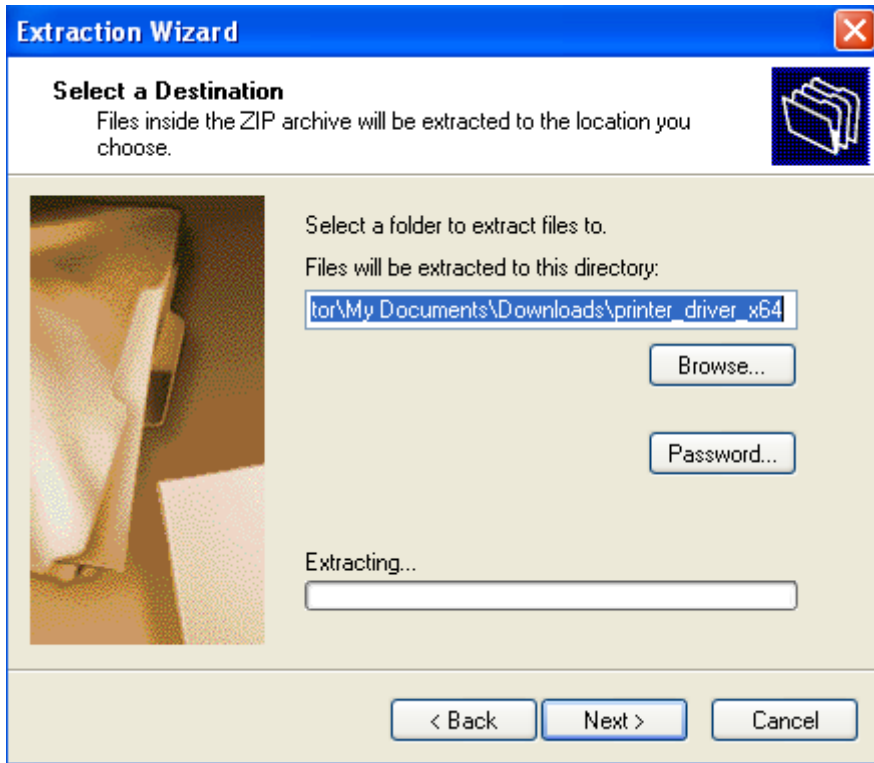 Extraction Wizard
Select a Destination
Files inside the ZIP archive will be extracted to the location you
choose.
Select a folder to extract files to.
Files will be extracted to this directory:
tor\My Documents\Downloads\printer_driver_x64
Browse...
Password...
Extracting...
< Back Next > Cancel